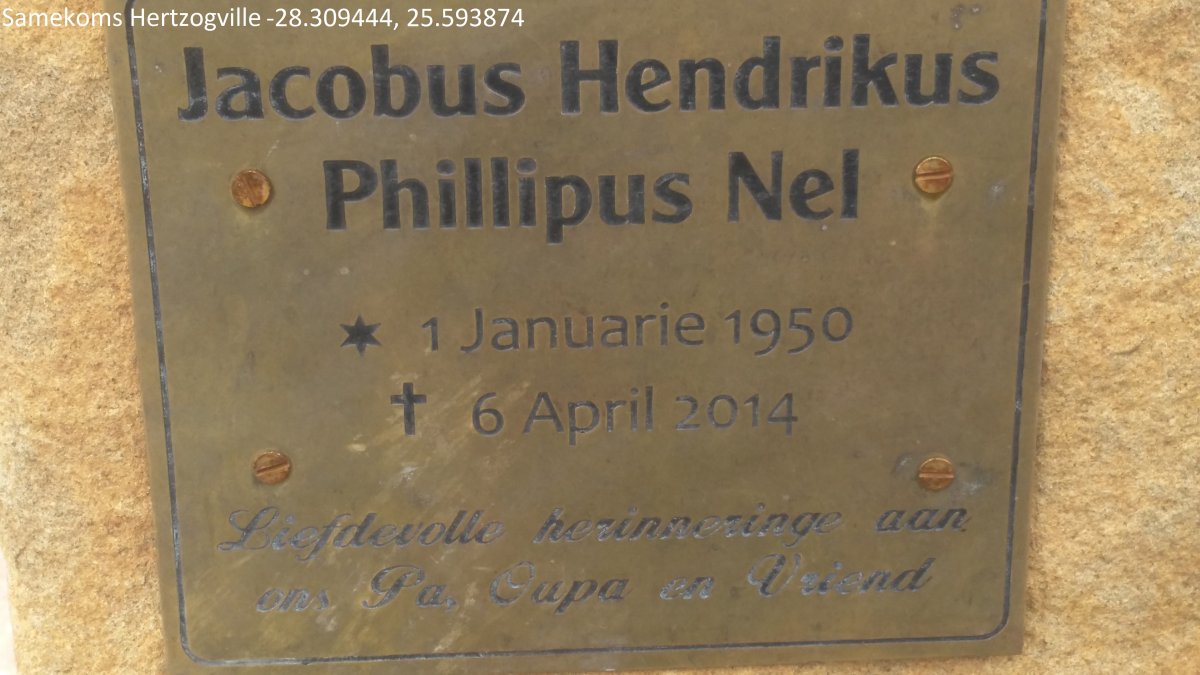 Samekoms Hertzogville -28.309444, 25.593874
Jacobus Hendrikus
Phillipus Nel
✶ 1 Januarie 1950
✝ 6 April 2014
Liefdevolle herinneringe aan
ons Pa, Oupa en Vriend